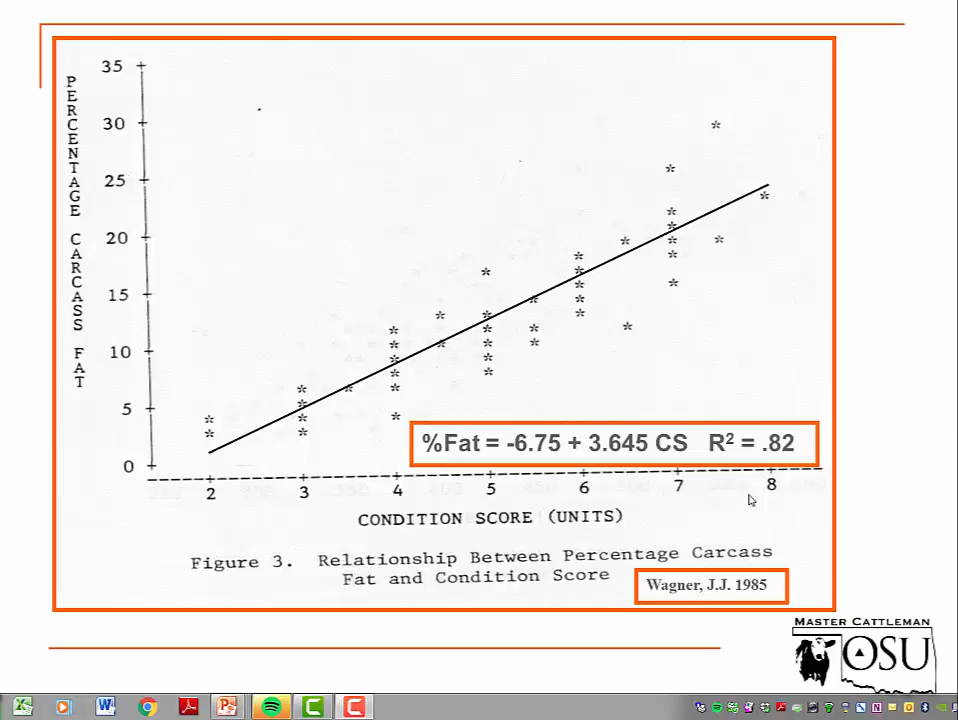 35
30
25
20
15
10
5
0
PERCENTAGE CARCASS FAT
%Fat = -6.75 + 3.645 CS R² = .82
2 3 4 5 6 7 8
CONDITION SCORE (UNITS)
Figure 3. Relationship Between Percentage Carcass
Fat and Condition Score
Wagner, J.J. 1985
MASTER CATTLEMAN
OSU